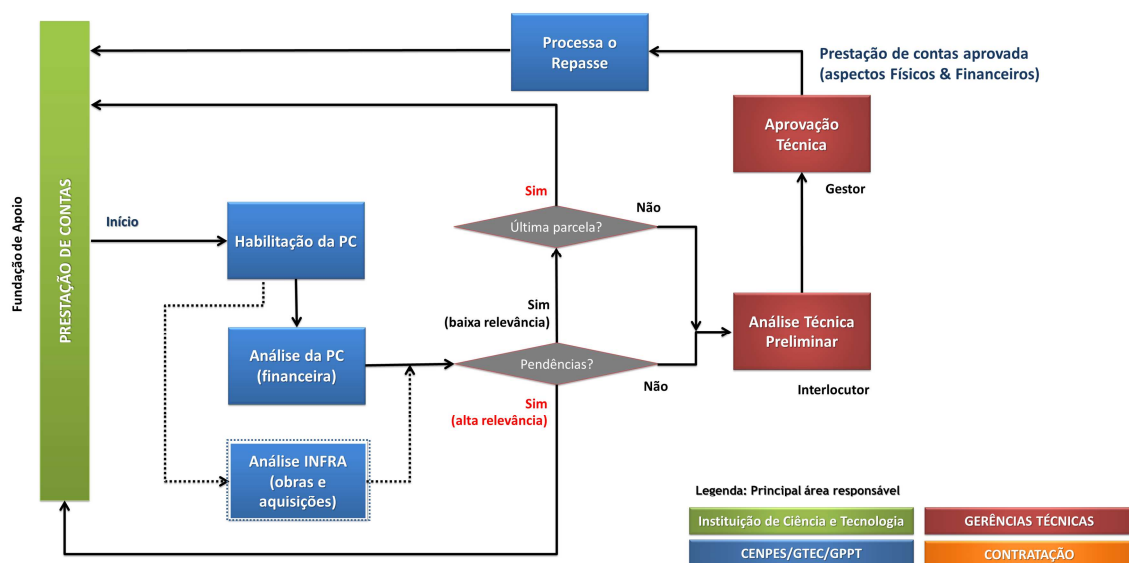 Processa o
Repasse
Prestação de contas aprovada
(aspectos Físicos & Financeiros)
Aprovação
Técnica
Gestor
Fundação de Apoio
PRESTAÇÃO DE CONTAS
Início
Habilitação da PC
Sim
Última parcela?
Não
Sim
(baixa relevância)
Análise Técnica
Preliminar
Interlocutor
Análise da PC
(financeira)
Pendências?
Não
Sim
(alta relevância)
Análise INFRA
(obras e
aquisições)
Legenda: Principal área responsável
Instituição de Ciência e Tecnologia
GERÊNCIAS TÉCNICAS
CENPES/GTEC/GPPT
CONTRATAÇÃO